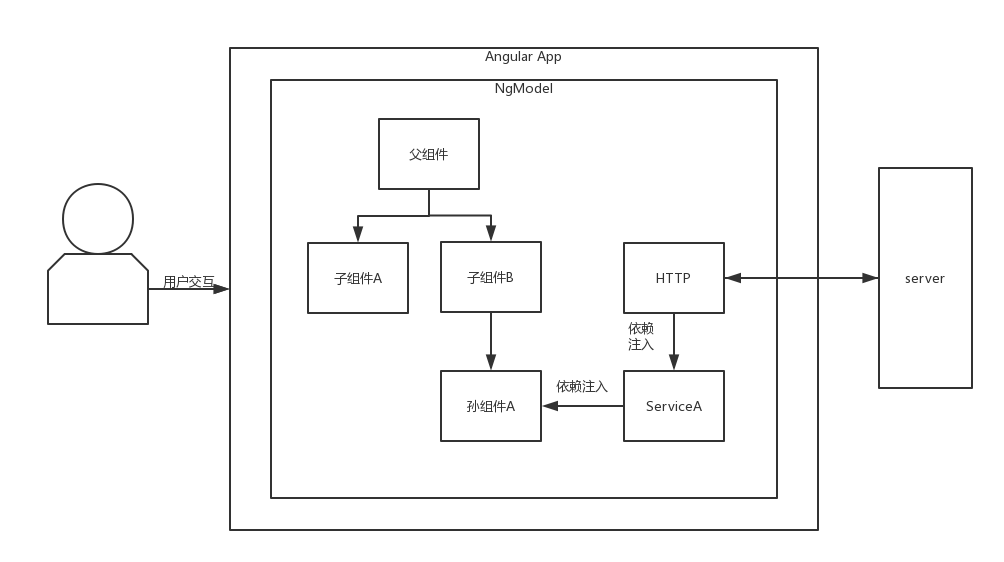 Angular App
NgModel
父组件
子组件A
子组件B
HTTP
server
用户交互
依赖
注入
依赖注入
孙组件A
ServiceA